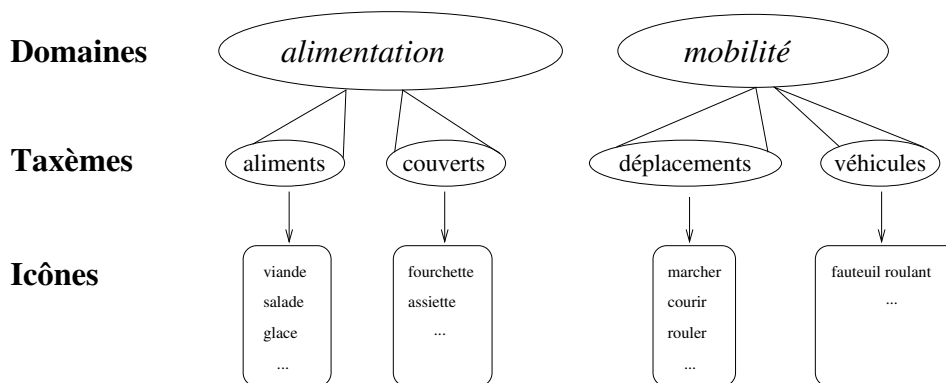 Domaines alimentation mobilité
Taxèmes aliments couverts déplacements véhicules
Icônes
viande fourchette marcher fauteuil roulant
salade assiette courir ...
glace ... rouler
... ...